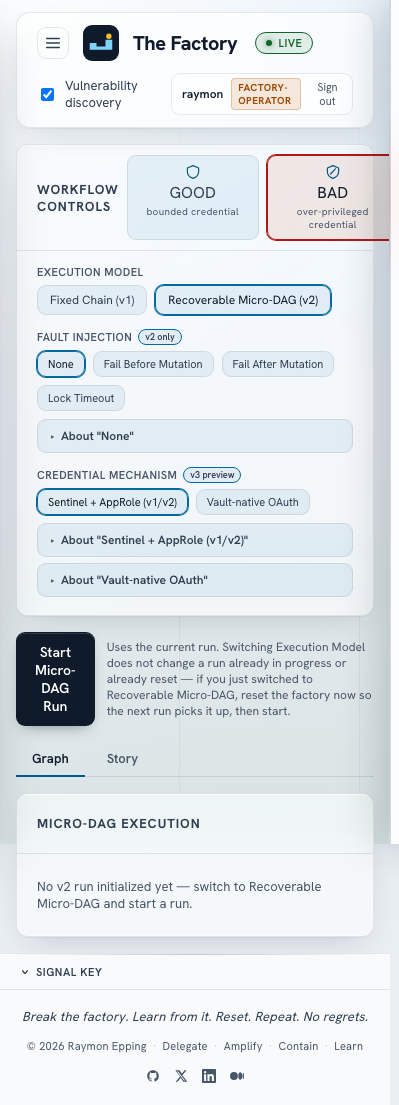 The Factory
LIVE
Vulnerability
discovery
raymon
FACTORY-
OPERATOR
Sign
out
WORKFLOW
CONTROLS
GOOD
bounded credential
BAD
over-privileged
credential
EXECUTION MODEL
Fixed Chain (v1)
Recoverable Micro-DAG (v2)
FAULT INJECTION v2 only
None
Fail Before Mutation
Fail After Mutation
Lock Timeout
About "None"
CREDENTIAL MECHANISM v3 preview
Sentinel + AppRole (v1/v2)
Vault-native OAuth
About "Sentinel + AppRole (v1/v2)"
About "Vault-native OAuth"
Start
Micro-
DAG
Run
Uses the current run. Switching Execution Model
does not change a run already in progress or
already reset — if you just switched to
Recoverable Micro-DAG, reset the factory now so
the next run picks it up, then start.
Graph
Story
MICRO-DAG EXECUTION
No v2 run initialized yet — switch to Recoverable
Micro-DAG and start a run.
SIGNAL KEY
Break the factory. Learn from it. Reset. Repeat. No regrets.
© 2026 Raymon Epping · Delegate · Amplify · Contain · Learn